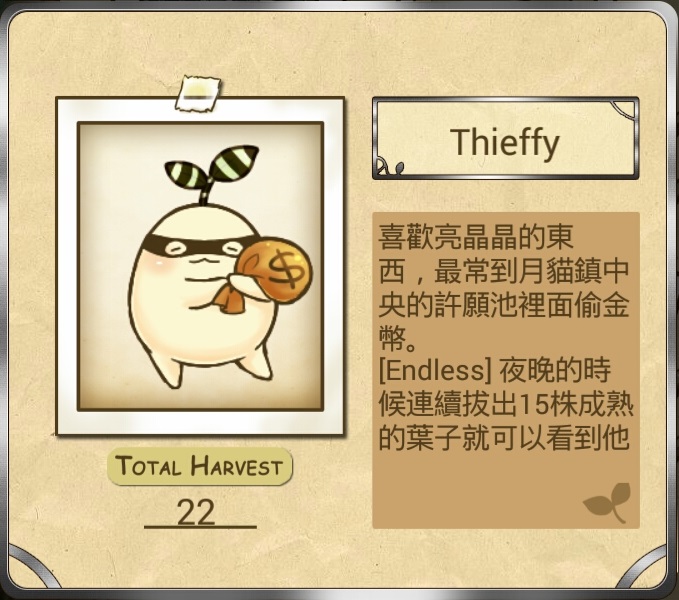 Thieffy
喜歡亮晶晶的東
西，最常到月貓鎮中
央的許願池裡面偷金
幣。
[Endless] 夜晚的時
候連續拔出15株成熟
的葉子就可以看到他
$
TOTAL HARVEST
22